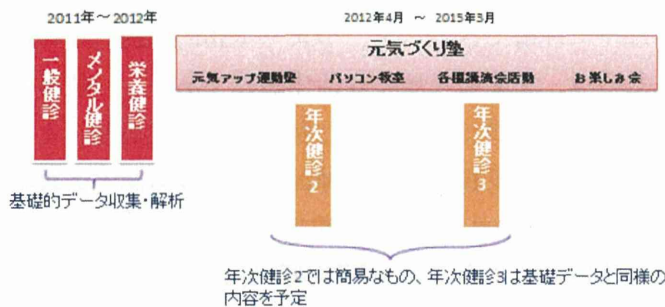 2011年～2012年
2012年4月 ～ 2015年3月
一般健診
メンタル健診
栄養健診
元気づくり塾
元気アップ運動塾 パソコン教室 各種講演会活動 お楽しみ会
年次健診2
年次健診3
基礎的データ収集・解析
年次健診2では簡易なもの、年次健診3は基礎データと同様の
内容を予定